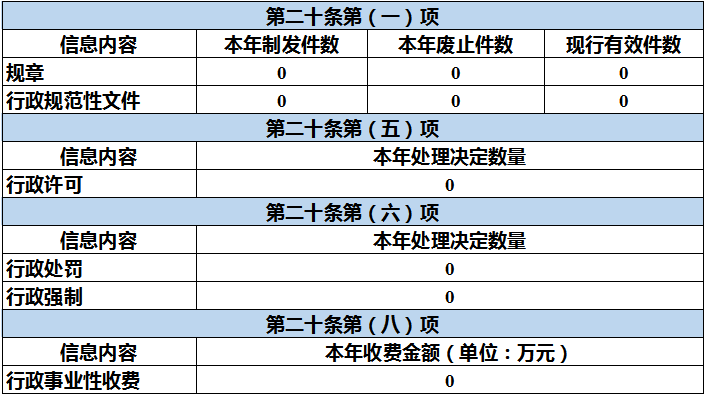 第二十条第（一）项
信息内容 本年制发件数 本年废止件数 现行有效件数
规章 0 0 0
行政规范性文件 0 0 0
第二十条第（五）项
信息内容 本年处理决定数量
行政许可 0
第二十条第（六）项
信息内容 本年处理决定数量
行政处罚 0
行政强制 0
第二十条第（八）项
信息内容 本年收费金额（单位：万元）
行政事业性收费 0